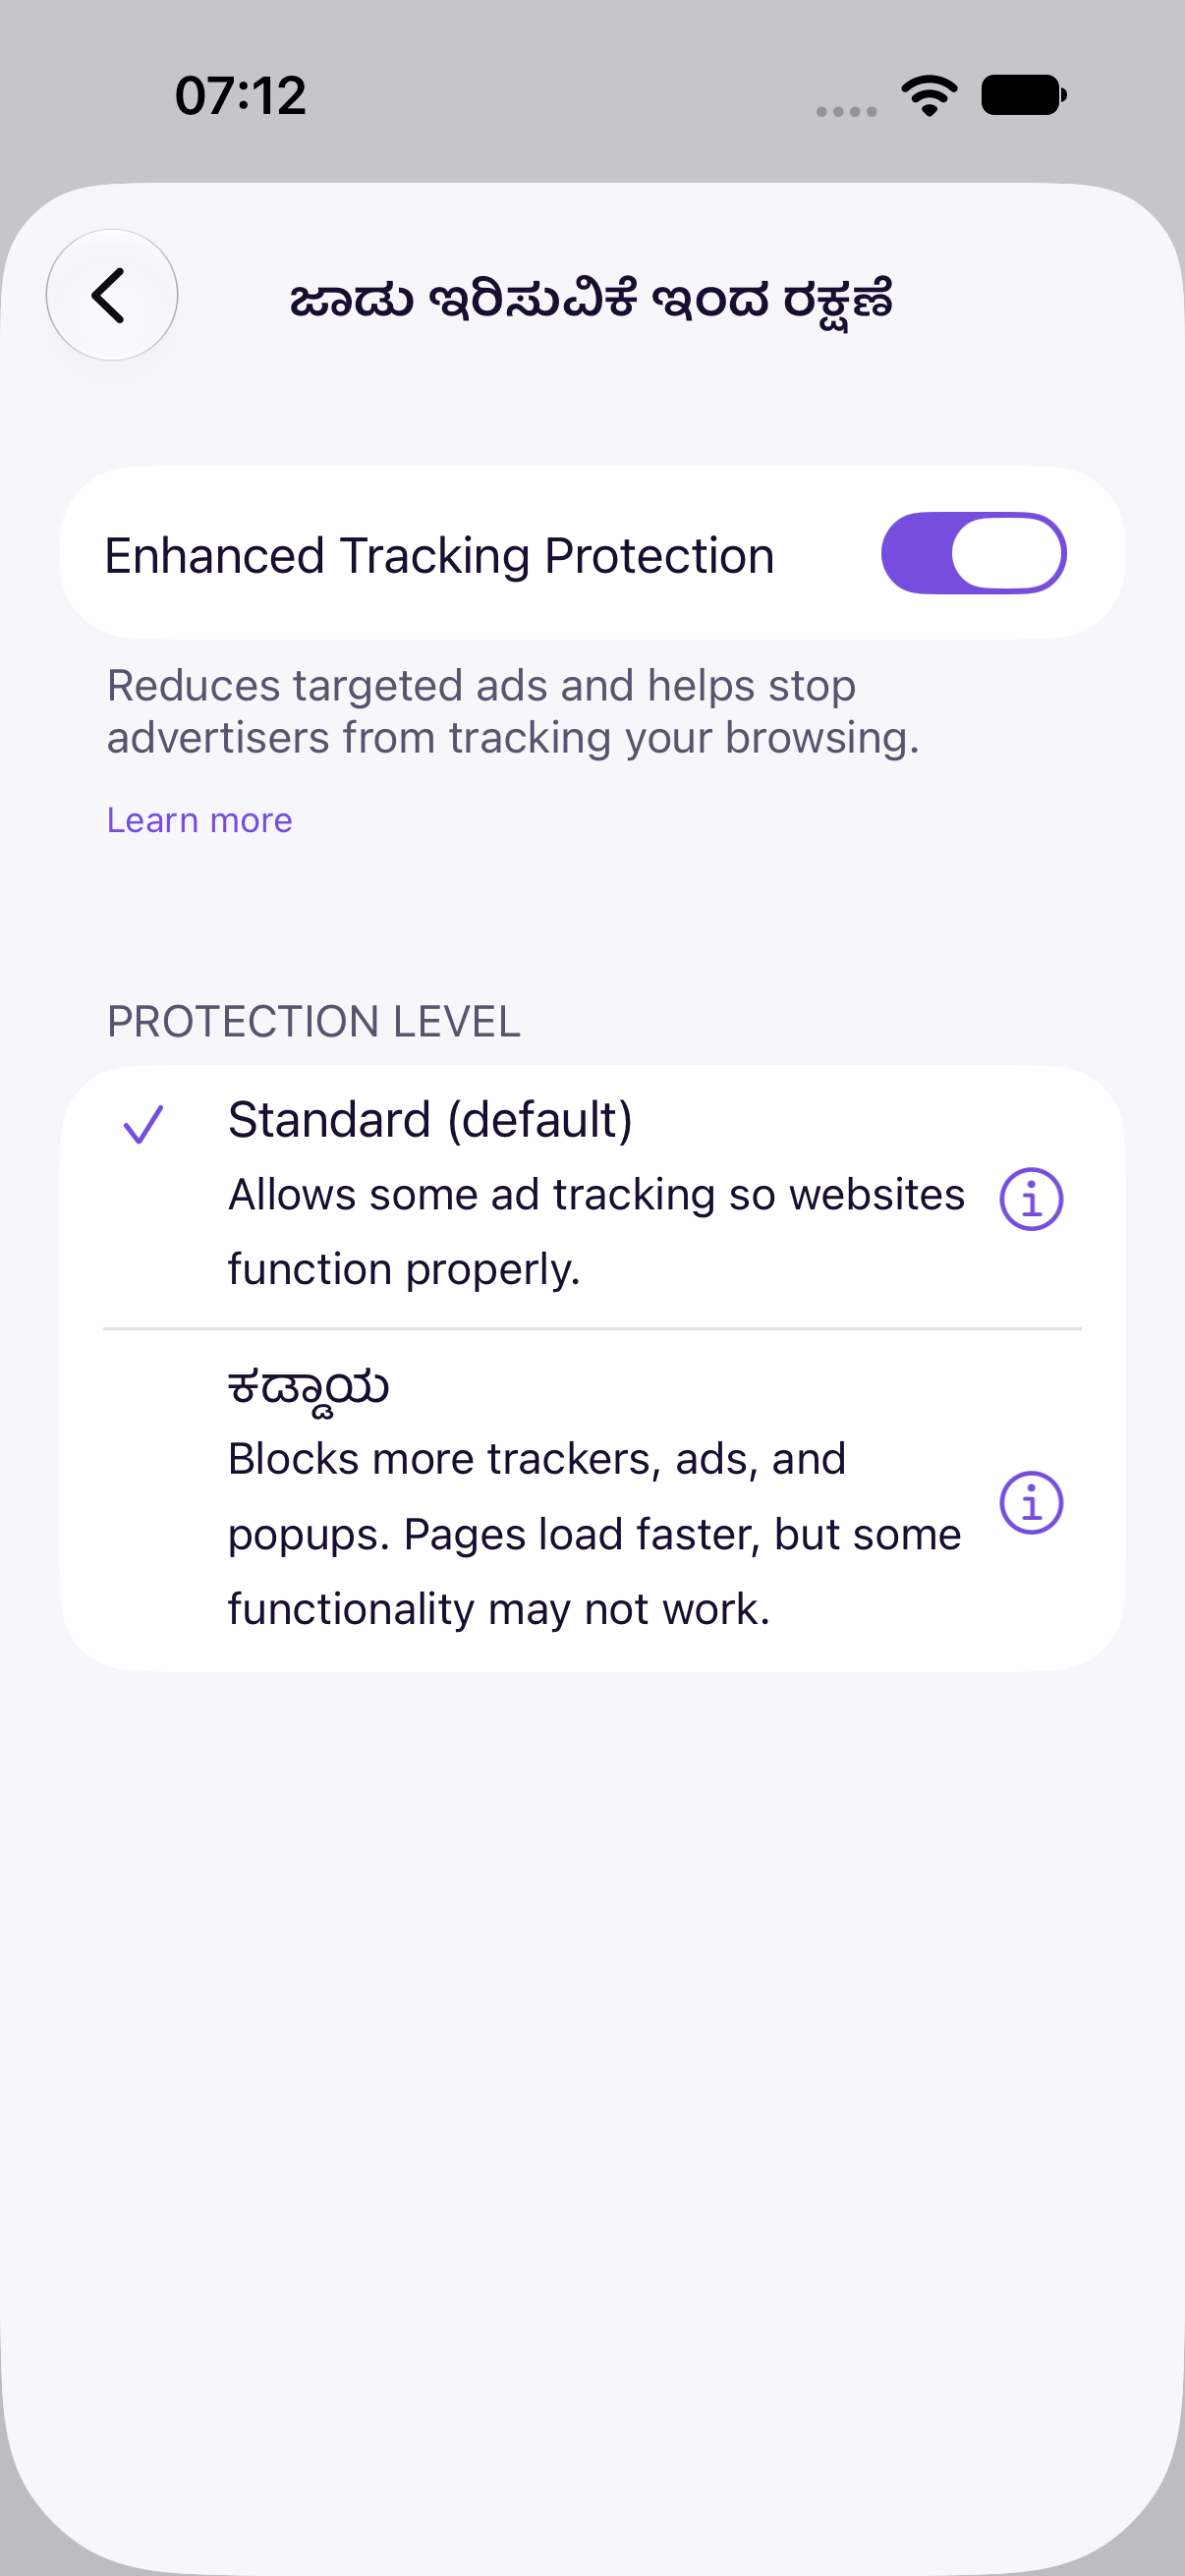 07:12
ಜಾಡು ಇರಿಸುವಿಕೆ ಇಂದ ರಕ್ಷಣೆ
Enhanced Tracking Protection
Reduces targeted ads and helps stop
advertisers from tracking your browsing.
Learn more
PROTECTION LEVEL
Standard (default)
Allows some ad tracking so websites
function properly.
ಕಡ್ಡಾಯ
Blocks more trackers, ads, and
popups. Pages load faster, but some
functionality may not work.